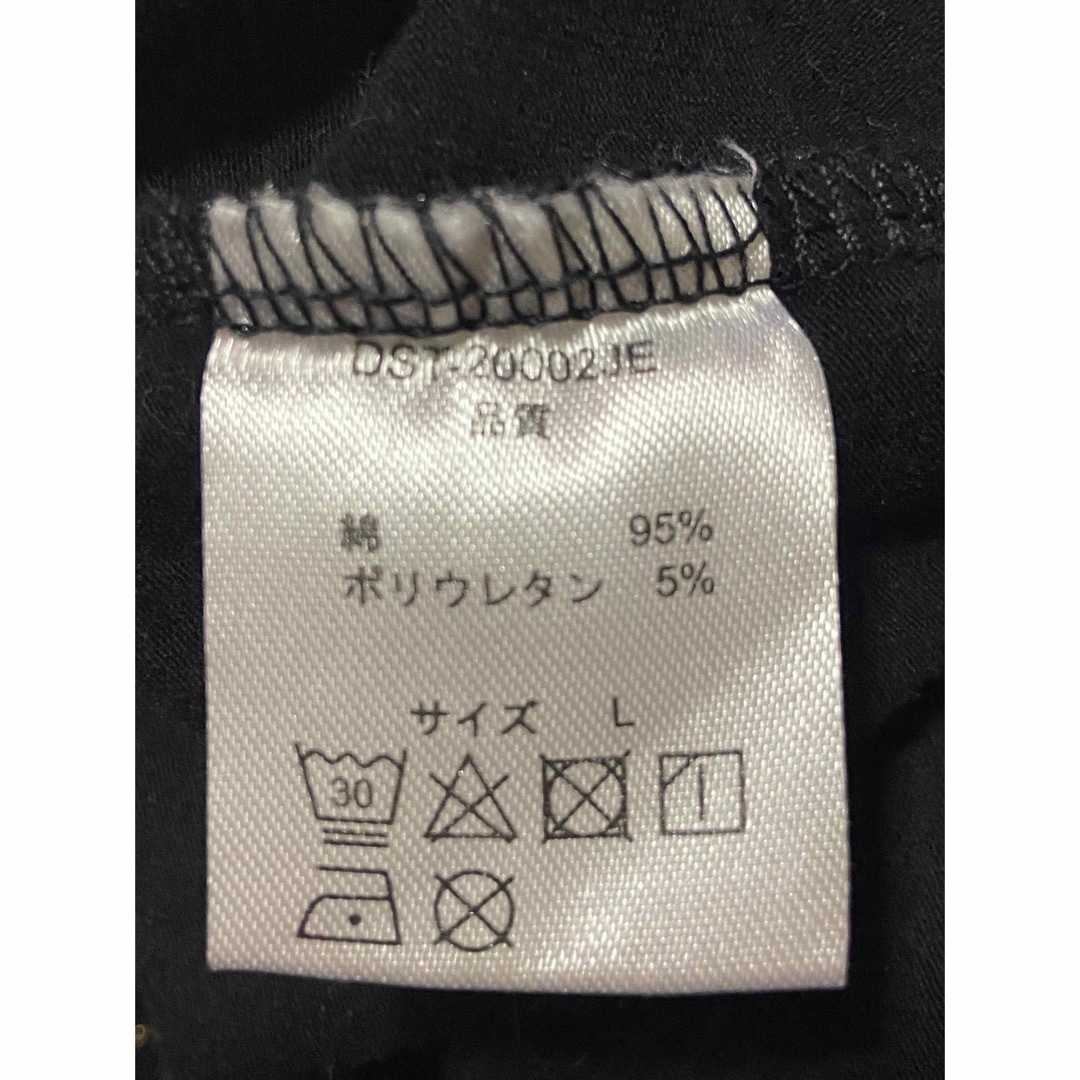 DST-20002JE
品質
綿 95%
ポリウレタン 5%
サイズ L
30